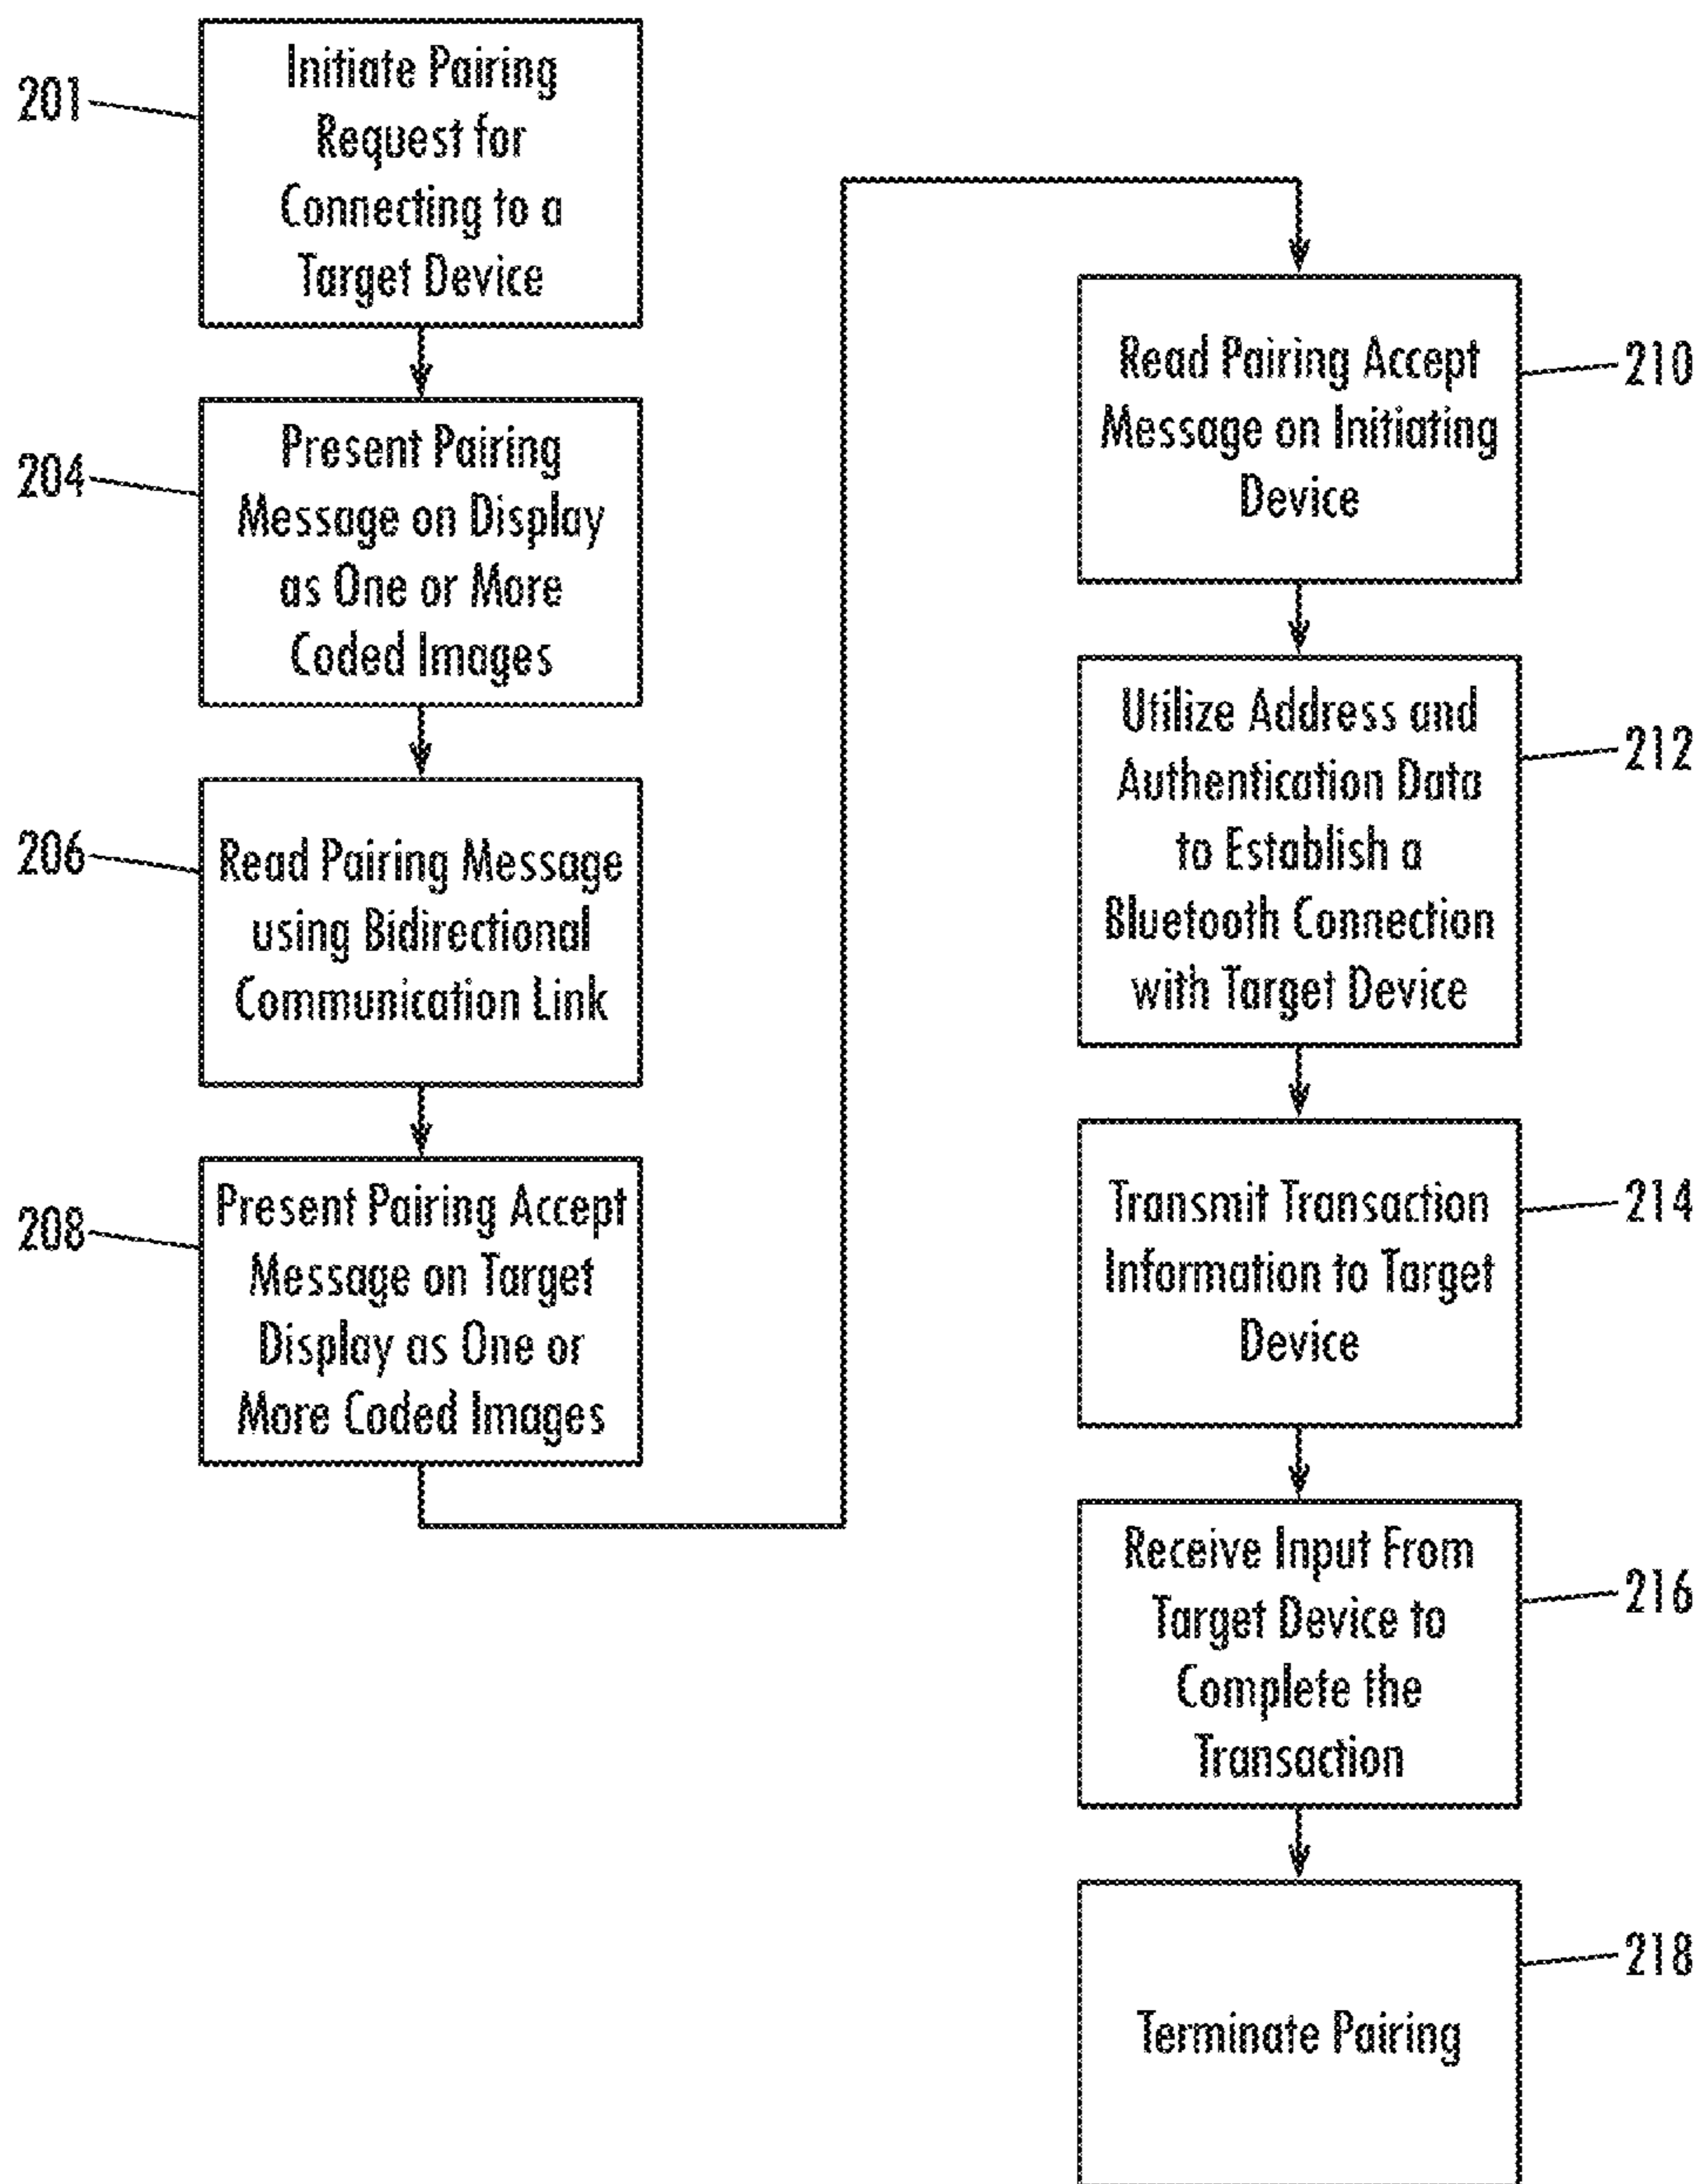 201
Initiate Pairing
Request for
Connecting to a
Target Device
204
Present Pairing
Message on Display
as One or More
Coded Images
206
Read Pairing Message
using Bidirectional
Communication Link
208
Present Pairing Accept
Message on Target
Display as One or
More Coded Images
Read Pairing Accept
Message on Initiating
Device
210
Utilize Address and
Authentication Data
to Establish a
Bluetooth Connection
with Target Device
212
Transmit Transaction
Information to Target
Device
214
Receive Input From
Target Device to
Complete the
Transaction
216
Terminate Pairing
218